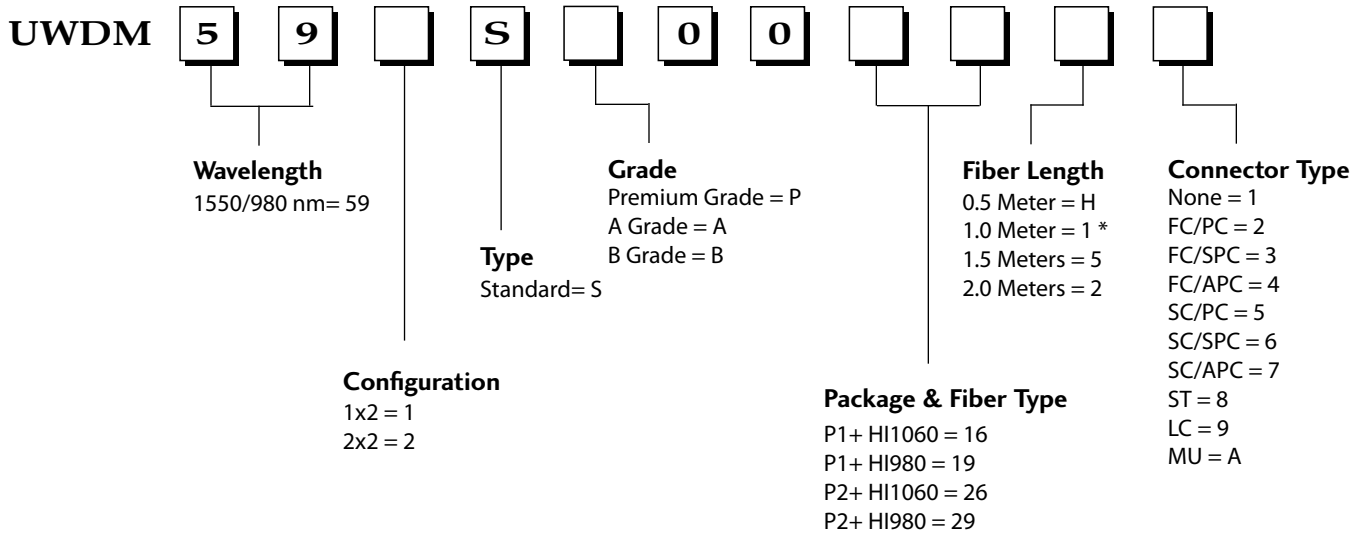 UWDM 5 9 S 0 0
Wavelength
1550/980 nm= 59
Configuration
1x2 = 1
2x2 = 2
Type
Standard= S
Grade
Premium Grade = P
A Grade = A
B Grade = B
Package & Fiber Type
P1+ HI1060 = 16
P1+ HI980 = 19
P2+ HI1060 = 26
P2+ HI980 = 29
Fiber Length
0.5 Meter = H
1.0 Meter = 1 *
1.5 Meters = 5
2.0 Meters = 2
Connector Type
None = 1
FC/PC = 2
FC/SPC = 3
FC/APC = 4
SC/PC = 5
SC/SPC = 6
SC/APC = 7
ST = 8
LC = 9
MU = A